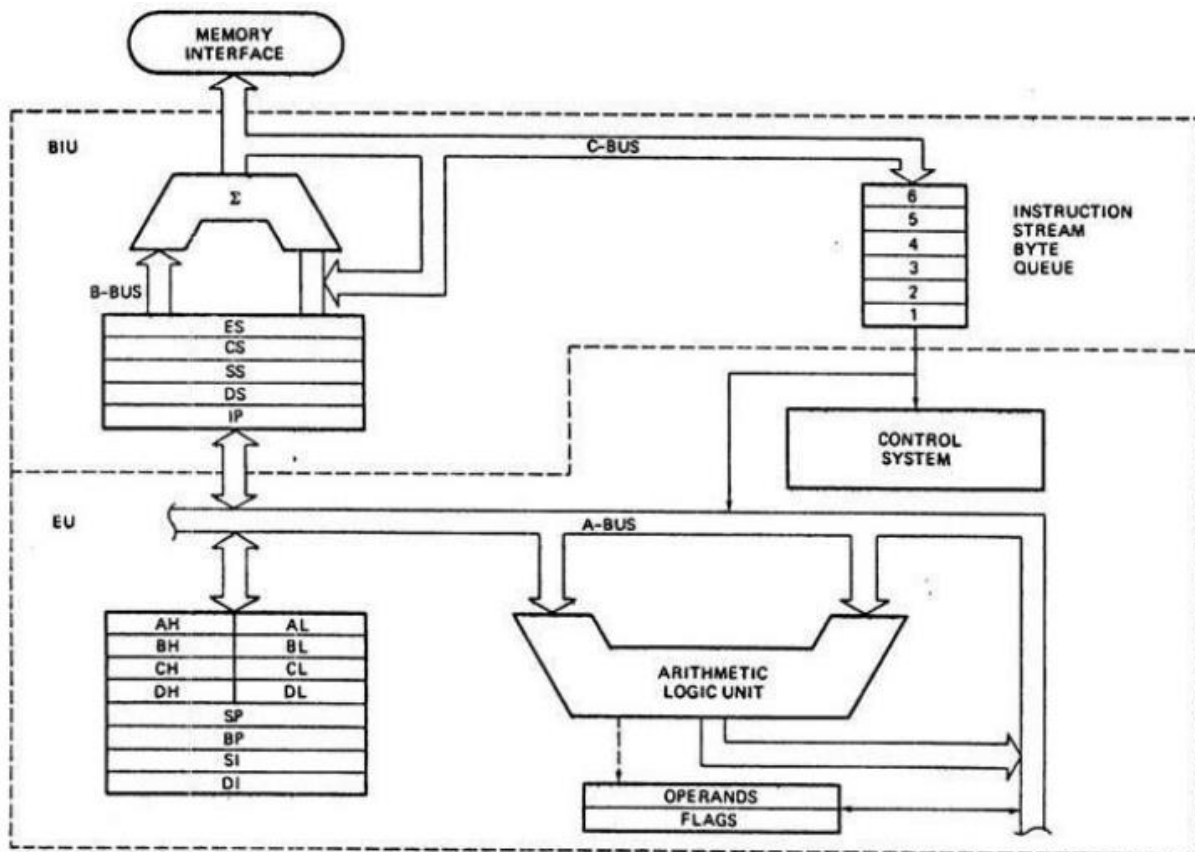 MEMORY
INTERFACE
BIU
C-BUS
Σ
B-BUS
6
5
4
3
2
1
INSTRUCTION
STREAM
BYTE
QUEUE
ES
CS
SS
DS
IP
CONTROL
SYSTEM
EU
A-BUS
AH AL
BH BL
CH CL
DH DL
SP
BP
SI
DI
ARITHMETIC
LOGIC UNIT
OPERANDS
FLAGS